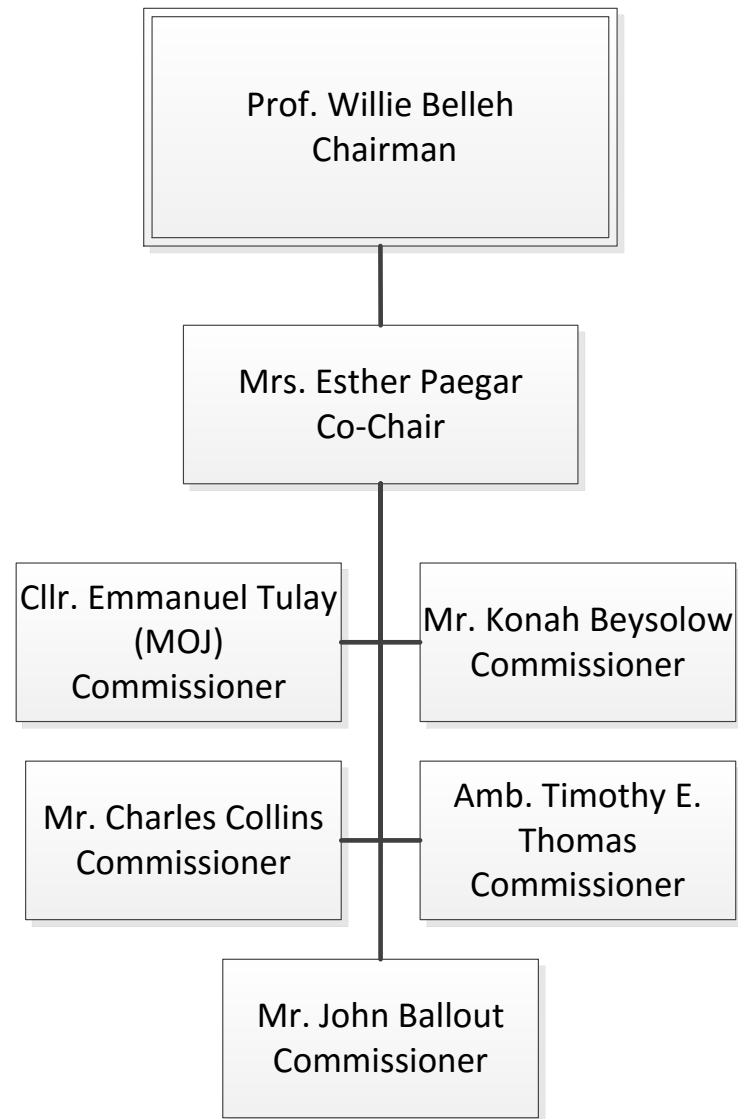 Prof. Willie Belleh
Chairman
Mrs. Esther Paegar
Co-Chair
Cllr. Emmanuel Tulay
(MOJ)
Commissioner
Mr. Konah Beysolow
Commissioner
Mr. Charles Collins
Commissioner
Amb. Timothy E.
Thomas
Commissioner
Mr. John Ballout
Commissioner